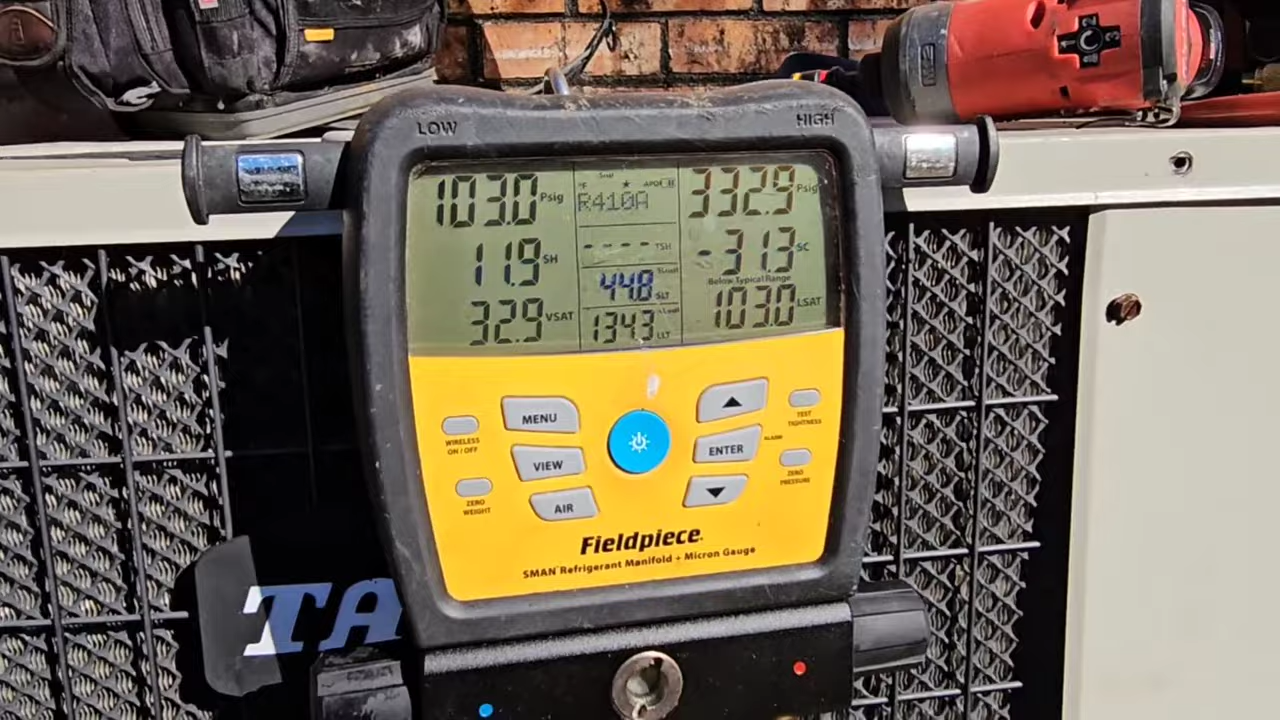 LOW
HIGH
103.0 Psig
R410A
332.9 Psig
11.9 SH
---- TSH
-31.3 SC
Below Typical Range
44.8 SLT
32.9 VSAT
134.3 LLT
103.0 LSAT
WIRELESS
ON / OFF
MENU
TEST
TIGHTNESS
VIEW
ENTER
ALARM
ZERO
WEIGHT
AIR
ZERO
PRESSURE
Fieldpiece
SMAN Refrigerant Manifold + Micron Gauge
TA